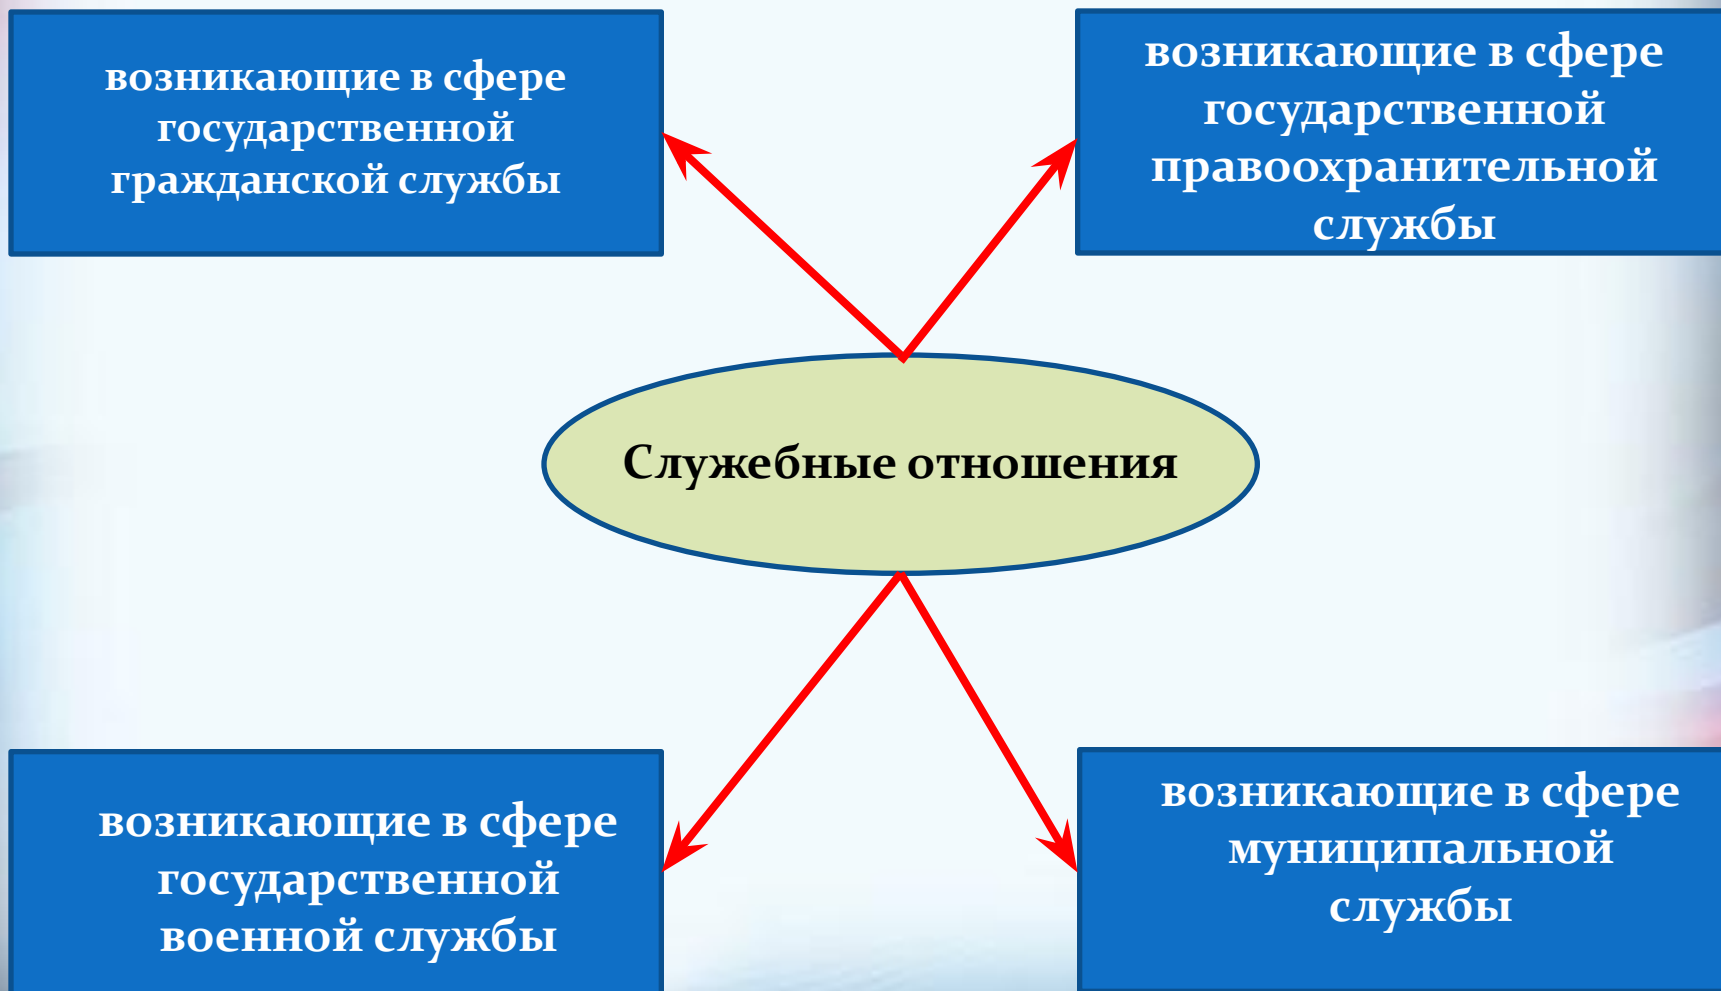 возникающие в сфере
государственной
гражданской службы
возникающие в сфере
государственной
правоохранительной
службы
Служебные отношения
возникающие в сфере
государственной
военной службы
возникающие в сфере
муниципальной
службы